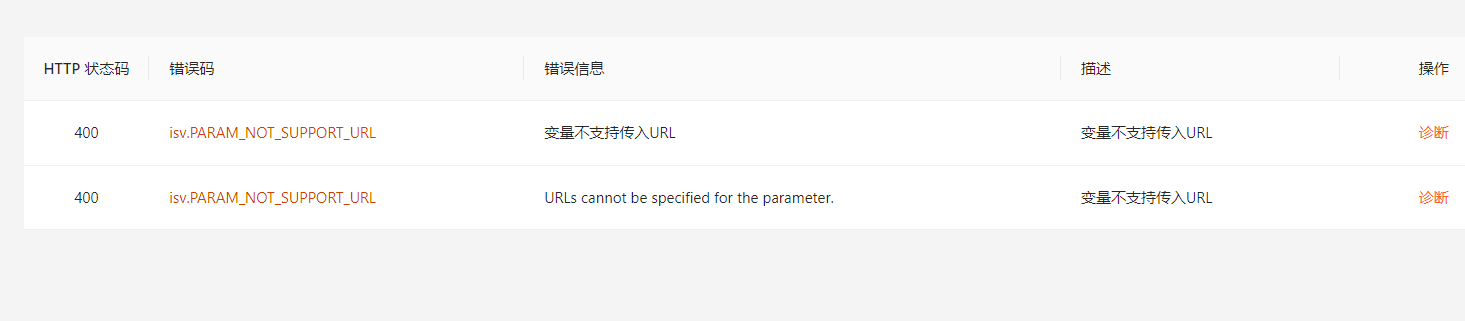 HTTP 状态码 错误码 错误信息 描述 操作
400 isv.PARAM_NOT_SUPPORT_URL 变量不支持传入URL 变量不支持传入URL 诊断
400 isv.PARAM_NOT_SUPPORT_URL URLs cannot be specified for the parameter. 变量不支持传入URL 诊断